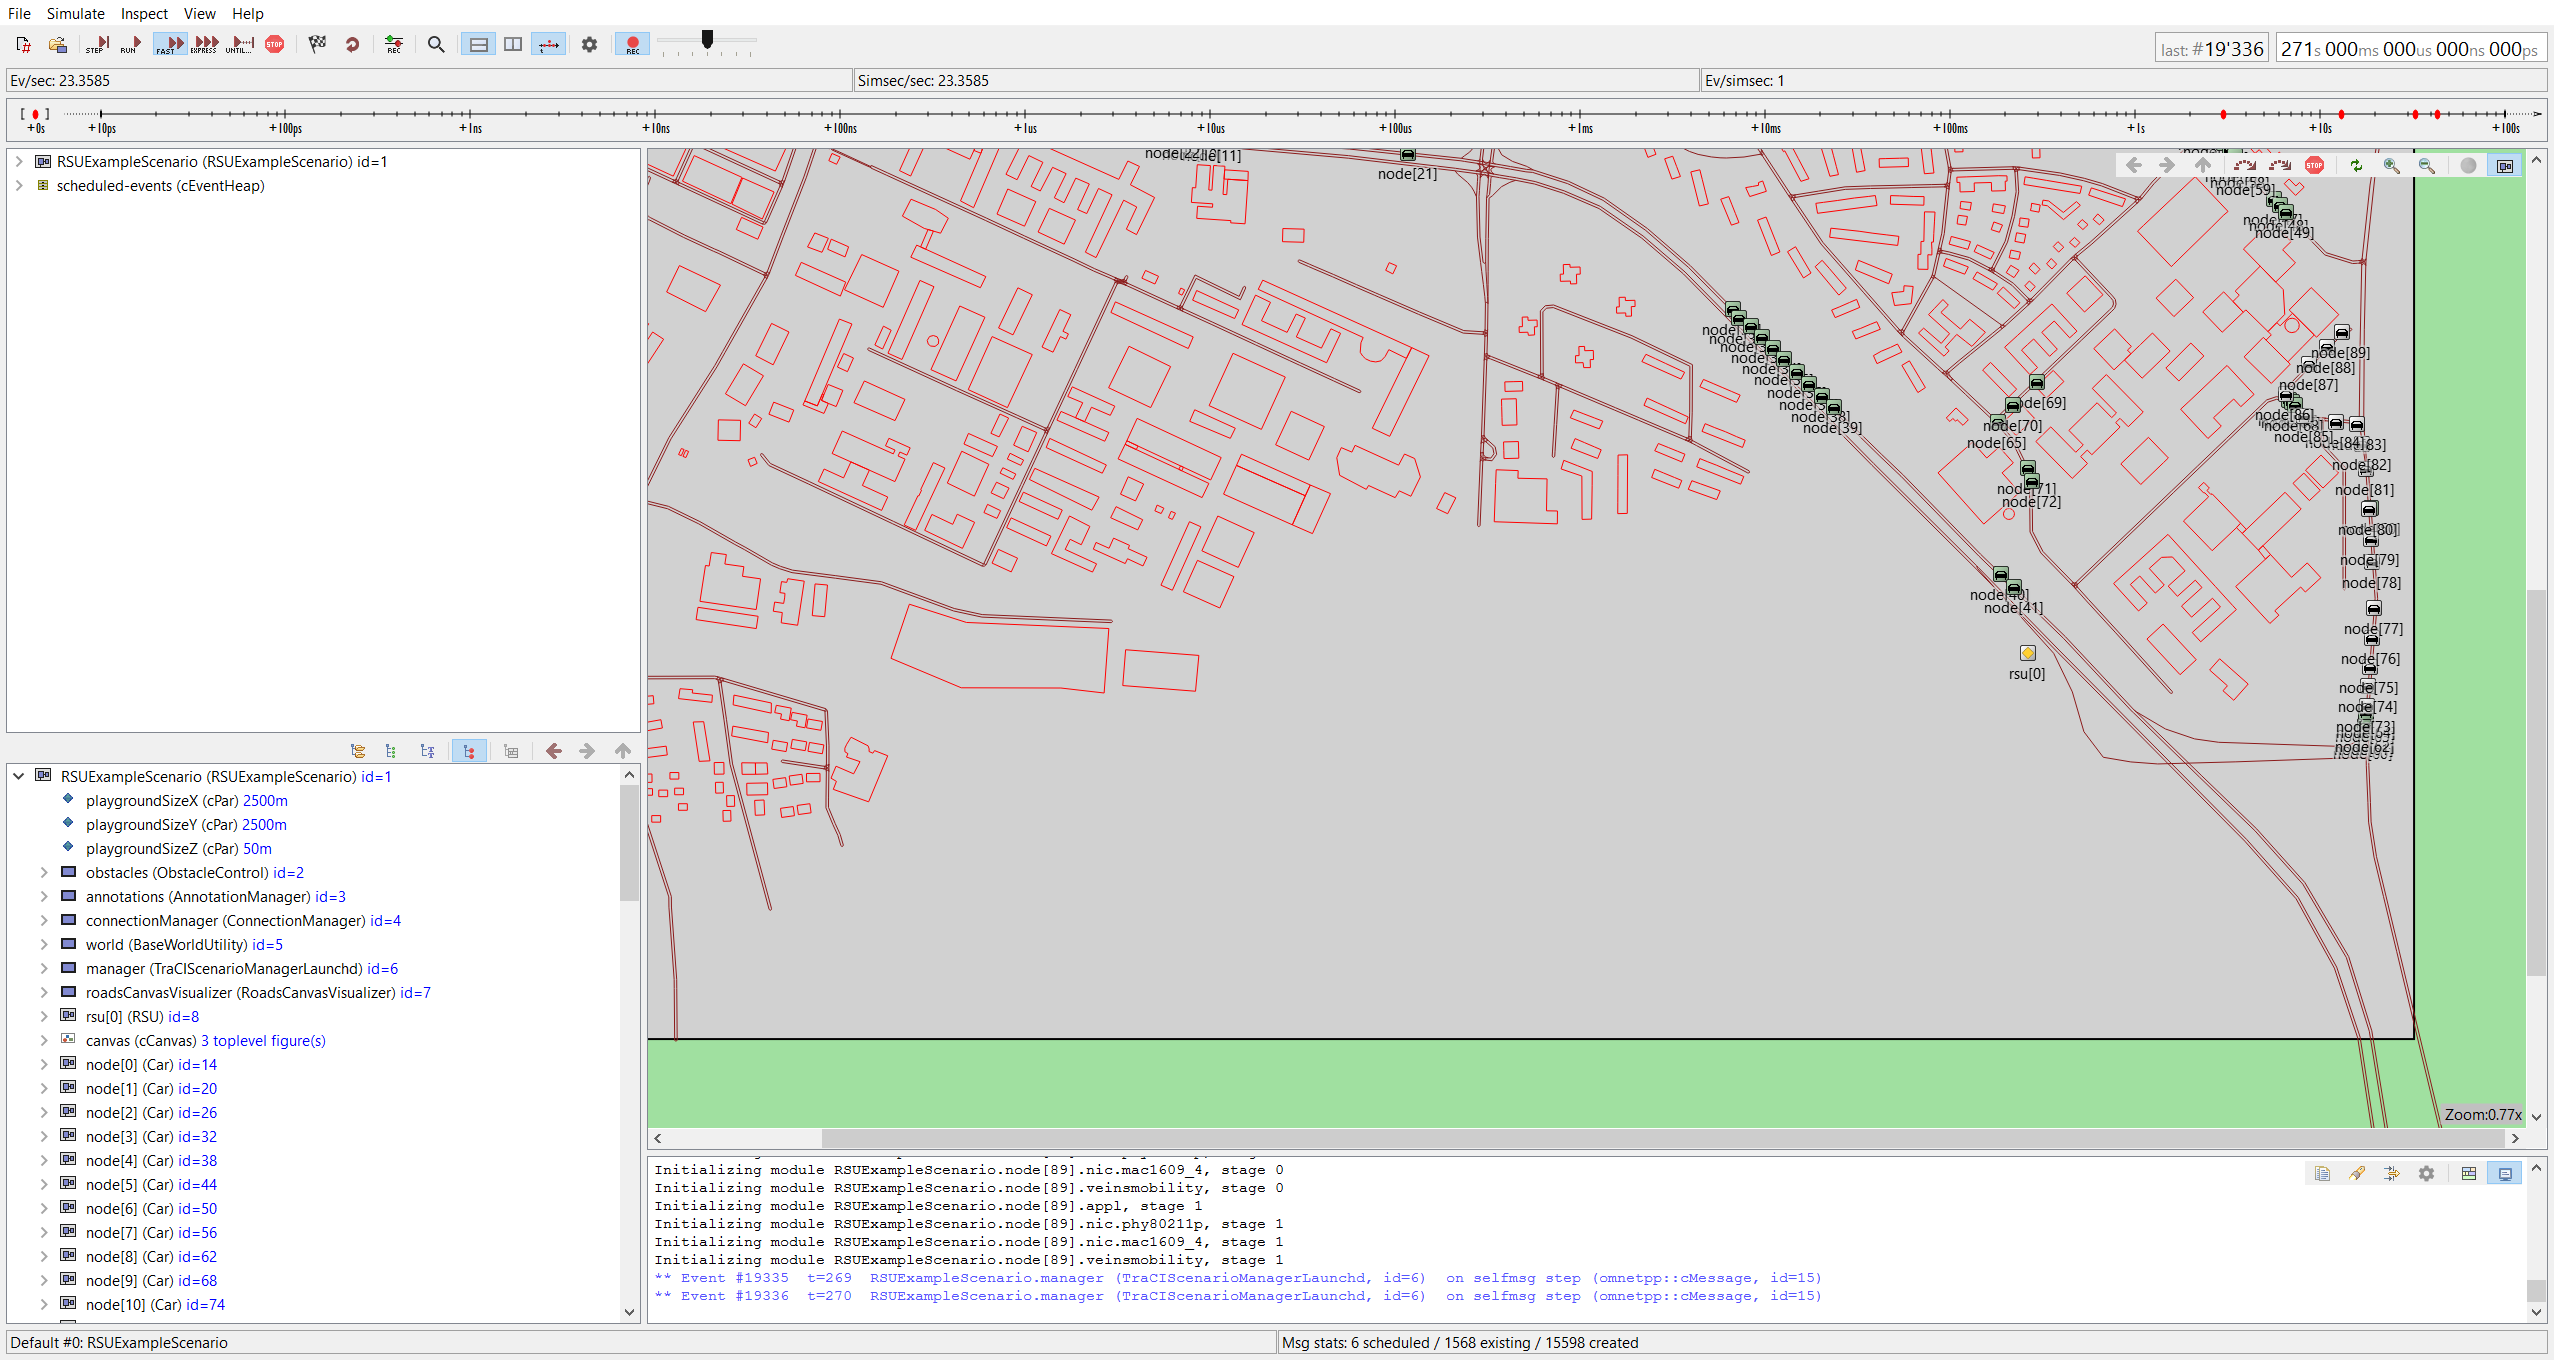 File Simulate Inspect View Help
STEP RUN FAST EXPRESS UNTIL... STOP REC REC
last: #19'336 271s 000ms 000us 000ns 000ps
Ev/sec: 23.3585 Simsec/sec: 23.3585 Ev/simsec: 1
+0s +10ps +100ps +1ns +10ns +100ns +1us +10us +100us +1ms +10ms +100ms +1s +10s +100s
RSUExampleScenario (RSUExampleScenario) id=1
scheduled-events (cEventHeap)
RSUExampleScenario (RSUExampleScenario) id=1
playgroundSizeX (cPar) 2500m
playgroundSizeY (cPar) 2500m
playgroundSizeZ (cPar) 50m
obstacles (ObstacleControl) id=2
annotations (AnnotationManager) id=3
connectionManager (ConnectionManager) id=4
world (BaseWorldUtility) id=5
manager (TraCIScenarioManagerLaunchd) id=6
roadsCanvasVisualizer (RoadsCanvasVisualizer) id=7
rsu[0] (RSU) id=8
canvas (cCanvas) 3 toplevel figure(s)
node[0] (Car) id=14
node[1] (Car) id=20
node[2] (Car) id=26
node[3] (Car) id=32
node[4] (Car) id=38
node[5] (Car) id=44
node[6] (Car) id=50
node[7] (Car) id=56
node[8] (Car) id=62
node[9] (Car) id=68
node[10] (Car) id=74
node[21]
STOP
node[59]
node[49]
node[39]
node[69]
node[70]
node[65]
node[71]
node[72]
node[40]
node[41]
rsu[0]
node[89]
node[88]
node[87]
node[86]
node[85]
node[83]
node[82]
node[81]
node[80]
node[79]
node[78]
node[77]
node[76]
node[75]
node[74]
node[73]
node[62]
Zoom:0.77x
Initializing module RSUExampleScenario.node[89].nic.mac1609_4, stage 0
Initializing module RSUExampleScenario.node[89].veinsmobility, stage 0
Initializing module RSUExampleScenario.node[89].appl, stage 1
Initializing module RSUExampleScenario.node[89].nic.phy80211p, stage 1
Initializing module RSUExampleScenario.node[89].nic.mac1609_4, stage 1
Initializing module RSUExampleScenario.node[89].veinsmobility, stage 1
** Event #19335 t=269 RSUExampleScenario.manager (TraCIScenarioManagerLaunchd, id=6) on selfmsg step (omnetpp::cMessage, id=15)
** Event #19336 t=270 RSUExampleScenario.manager (TraCIScenarioManagerLaunchd, id=6) on selfmsg step (omnetpp::cMessage, id=15)
Default #0: RSUExampleScenario
Msg stats: 6 scheduled / 1568 existing / 15598 created